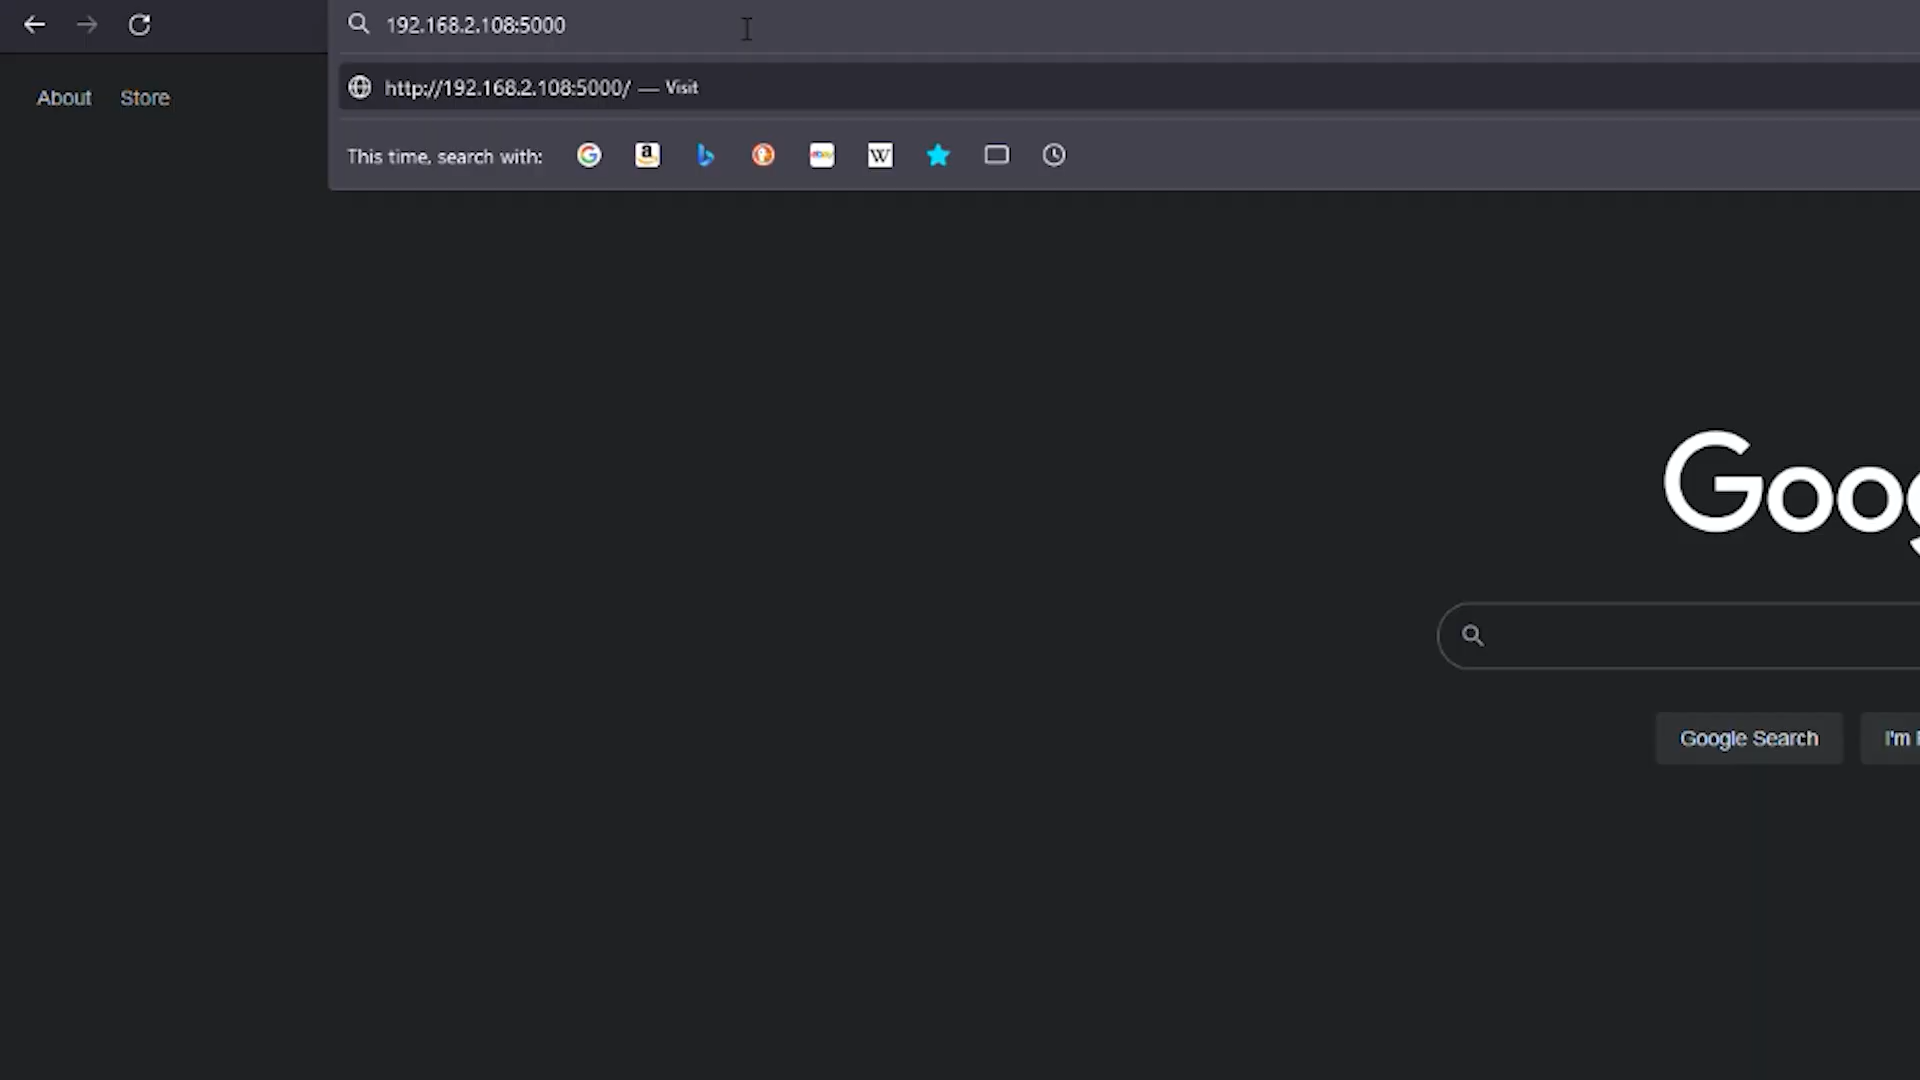 192.168.2.108:5000
http://192.168.2.108:5000/ — Visit
About Store
This time, search with:
Goog
Google Search
I'm